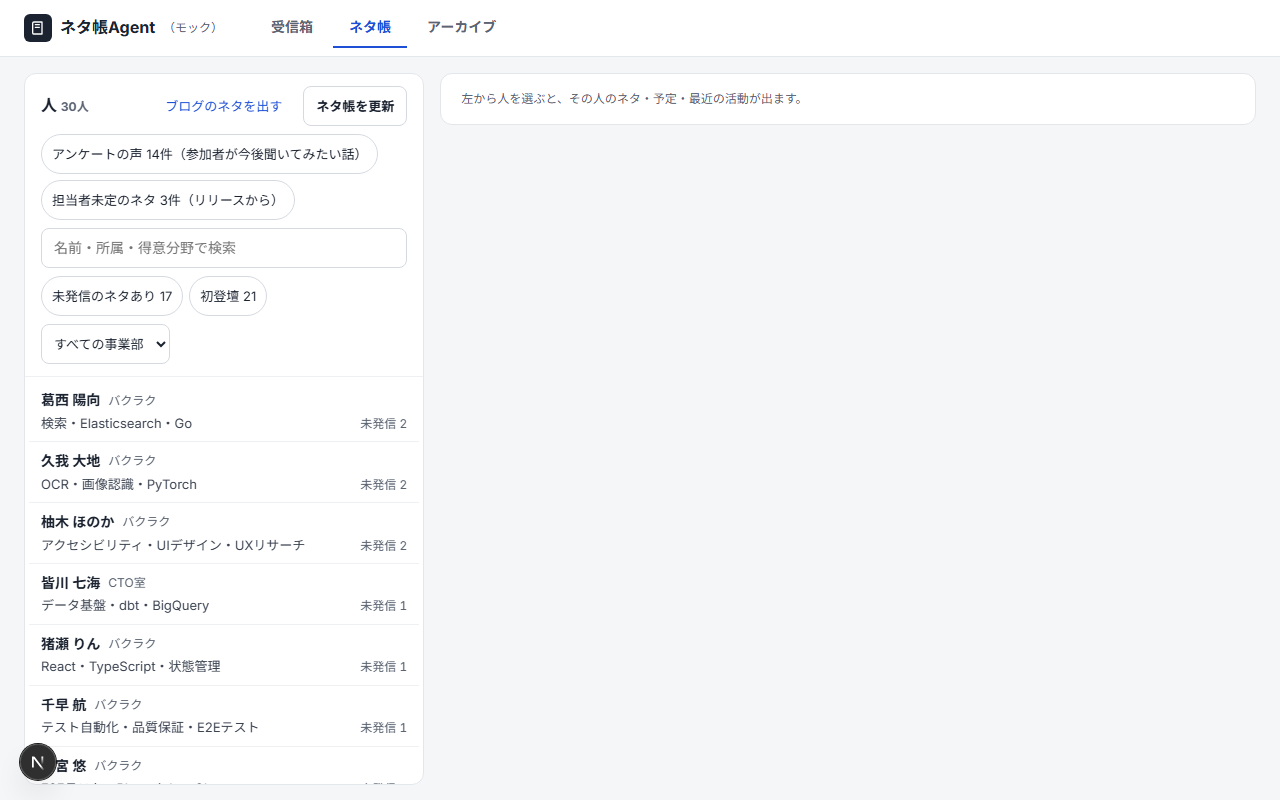 ネタ帳Agent （モック） 受信箱 ネタ帳 アーカイブ
人 30人 ブログのネタを出す ネタ帳を更新
左から人を選ぶと、その人のネタ・予定・最近の活動が出ます。
アンケートの声 14件（参加者が今後聞いてみたい話）
担当者未定のネタ 3件（リリースから）
名前・所属・得意分野で検索
未発信のネタあり 17 初登壇 21
すべての事業部
葛西 陽向 バクラク
検索・Elasticsearch・Go 未発信 2
久我 大地 バクラク
OCR・画像認識・PyTorch 未発信 2
柚木 ほのか バクラク
アクセシビリティ・UIデザイン・UXリサーチ 未発信 2
皆川 七海 CTO室
データ基盤・dbt・BigQuery 未発信 1
猪瀬 りん バクラク
React・TypeScript・状態管理 未発信 1
千早 航 バクラク
テスト自動化・品質保証・E2Eテスト 未発信 1
宮 悠 バクラク
N